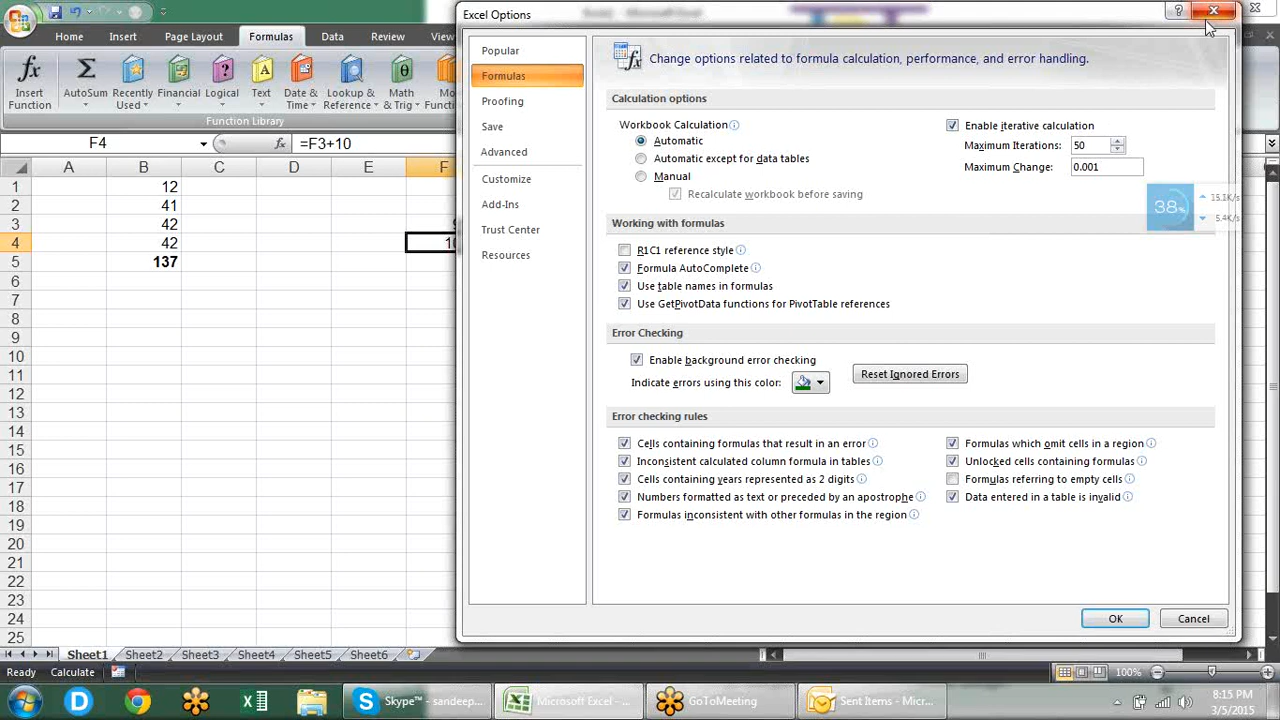 Excel Options
Home Insert Page Layout Formulas Data Review
Insert Function
AutoSum
Recently Used
Financial
Logical
Text
Date & Time
Lookup & Reference
Math & Trig
Function Library
F4
=F3+10
A B C D E F
1 12
2 41
3 42
4 42
5 137
6
7
8
9
10
11
12
13
14
15
16
17
18
19
20
21
22
23
24
25
Popular
Formulas
Proofing
Save
Advanced
Customize
Add-Ins
Trust Center
Resources
Change options related to formula calculation, performance, and error handling.
Calculation options
Workbook Calculation
Automatic
Automatic except for data tables
Manual
Recalculate workbook before saving
Enable iterative calculation
Maximum Iterations: 50
Maximum Change: 0.001
38%
15.1K/s
5.4K/s
Working with formulas
R1C1 reference style
Formula AutoComplete
Use table names in formulas
Use GetPivotData functions for PivotTable references
Error Checking
Enable background error checking
Indicate errors using this color:
Reset Ignored Errors
Error checking rules
Cells containing formulas that result in an error
Inconsistent calculated column formula in tables
Cells containing years represented as 2 digits
Numbers formatted as text or preceded by an apostrophe
Formulas inconsistent with other formulas in the region
Formulas which omit cells in a region
Unlocked cells containing formulas
Formulas referring to empty cells
Data entered in a table is invalid
OK Cancel
Sheet1 Sheet2 Sheet3 Sheet4 Sheet5 Sheet6
Ready Calculate
100%
Skype™ - sandeep...
Microsoft Excel - ...
GoToMeeting
Sent Items - Micr...
8:15 PM
3/5/2015